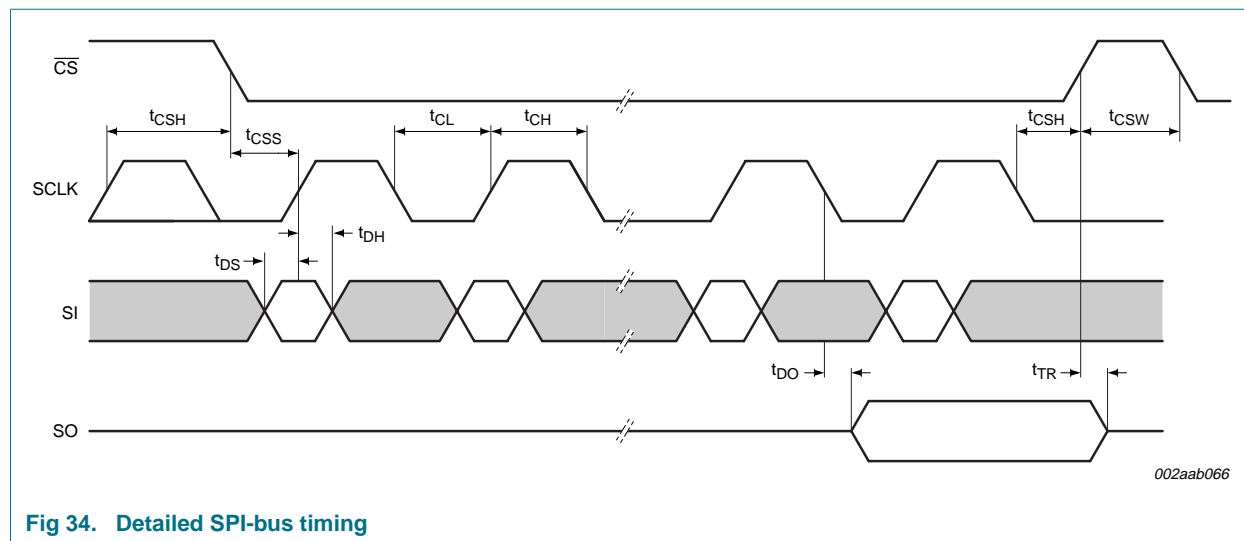 CS
tCSH tCSS tCL tCH tCSH tCSW
SCLK
tDS tDH
SI
tDO tTR
SO
002aab066
Fig 34. Detailed SPI-bus timing